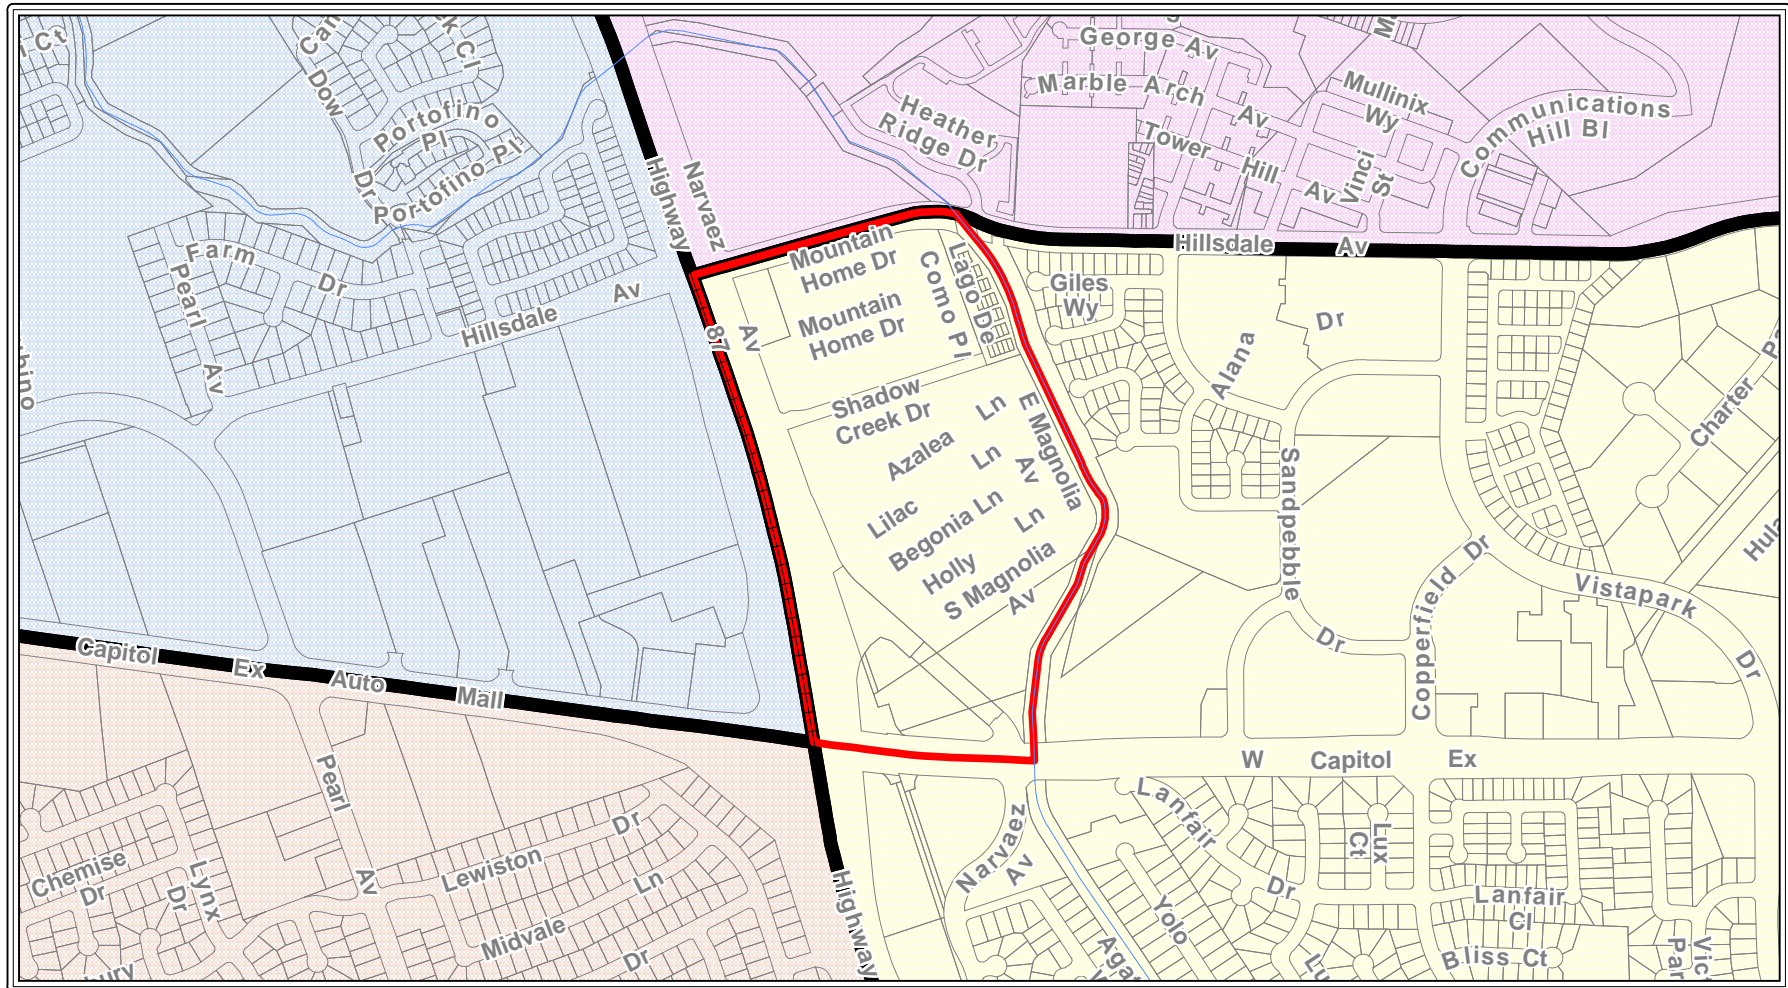 Ct
Dow
Dr
Cl
Portofino
Pl
Portofino Pl
Farm
Dr
Pearl
Av
Hillsdale
Av
Highway
87
Narvaez
Av
George Av
Marble Arch
Av
Heather
Ridge Dr
Tower
Hill
Av
Vinci
St
Mullinix
Wy
Communications
Hill Bl
Hillsdale
Av
Mountain
Home Dr
Mountain
Home Dr
Como Pl
Lago De
Giles
Wy
Alana
Dr
Charter
Shadow
Creek Dr
Azalea
Ln
Lilac
Ln
Begonia Ln
Holly
Ln
S Magnolia
Av
E Magnolia
Av
Sandpebble
Dr
Copperfield
Dr
Vistapark
Dr
Capitol
Ex
Auto
Mall
W
Capitol
Ex
Pearl
Av
Chemise
Dr
Lynx
Dr
Lewiston
Dr
Midvale
Ln
Dr
Highway
Narvaez
Av
Lanfair
Dr
Yolo
Lux
Ct
Lanfair
Cl
Bliss Ct